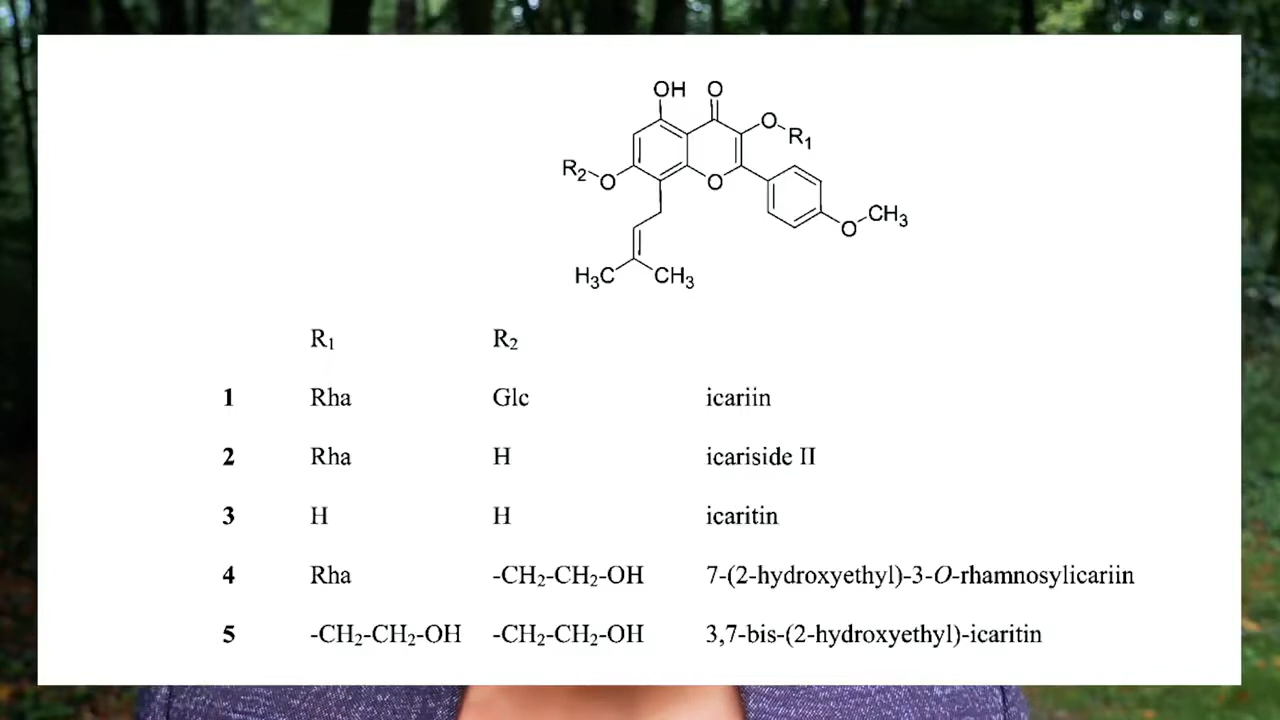 OH
O
O
R₁
R₂
O
O
O
CH₃
H₃C
CH₃
R₁ R₂
1 Rha Glc icariin
2 Rha H icariside II
3 H H icaritin
4 Rha -CH₂-CH₂-OH 7-(2-hydroxyethyl)-3-O-rhamnosylicariin
5 -CH₂-CH₂-OH -CH₂-CH₂-OH 3,7-bis-(2-hydroxyethyl)-icaritin